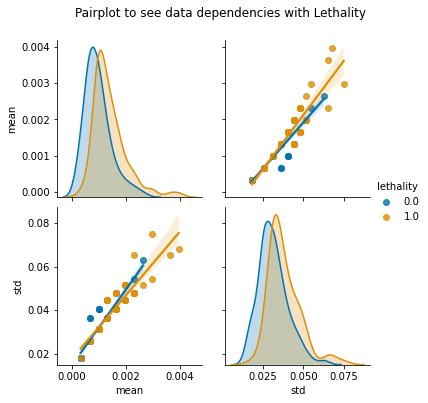 Pairplot to see data dependencies with Lethality
0.004
0.003
0.002
0.001
0.000
mean
lethality
0.0
1.0
0.08
0.06
0.04
0.02
std
0.000 0.002 0.004
mean
0.025 0.050 0.075
std